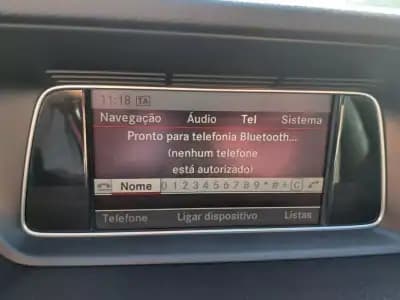 11:18 TA
Navegação Áudio Tel Sistema
Pronto para telefonia Bluetooth...
(nenhum telefone
está autorizado)
Nome 0 1 2 3 4 5 6 7 8 9 * # + C
Telefone Ligar dispositivo Listas